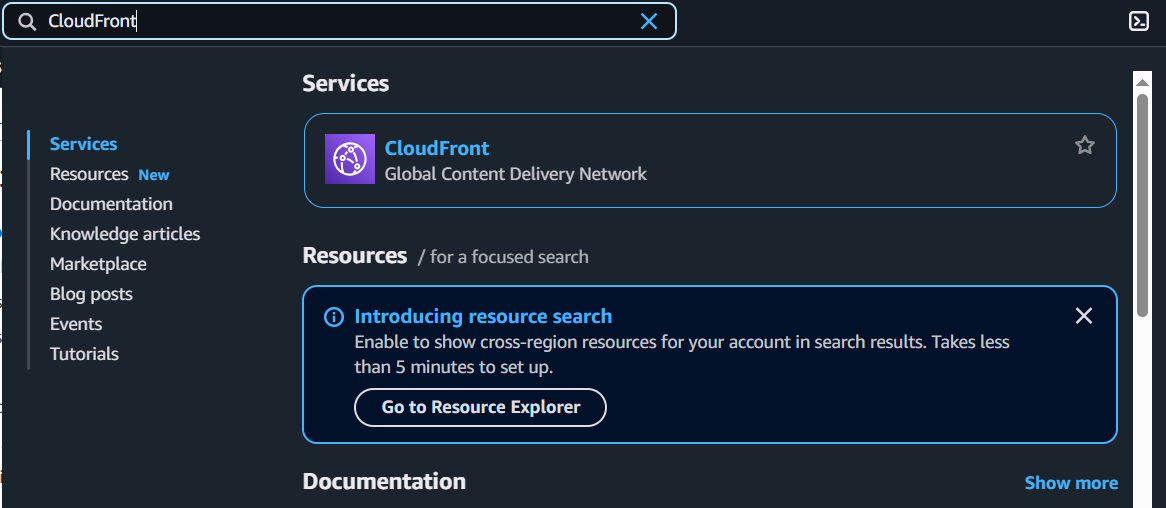 CloudFront
Services
Services
Resources New
Documentation
Knowledge articles
Marketplace
Blog posts
Events
Tutorials
CloudFront
Global Content Delivery Network
Resources / for a focused search
Introducing resource search
Enable to show cross-region resources for your account in search results. Takes less
than 5 minutes to set up.
Go to Resource Explorer
Documentation
Show more